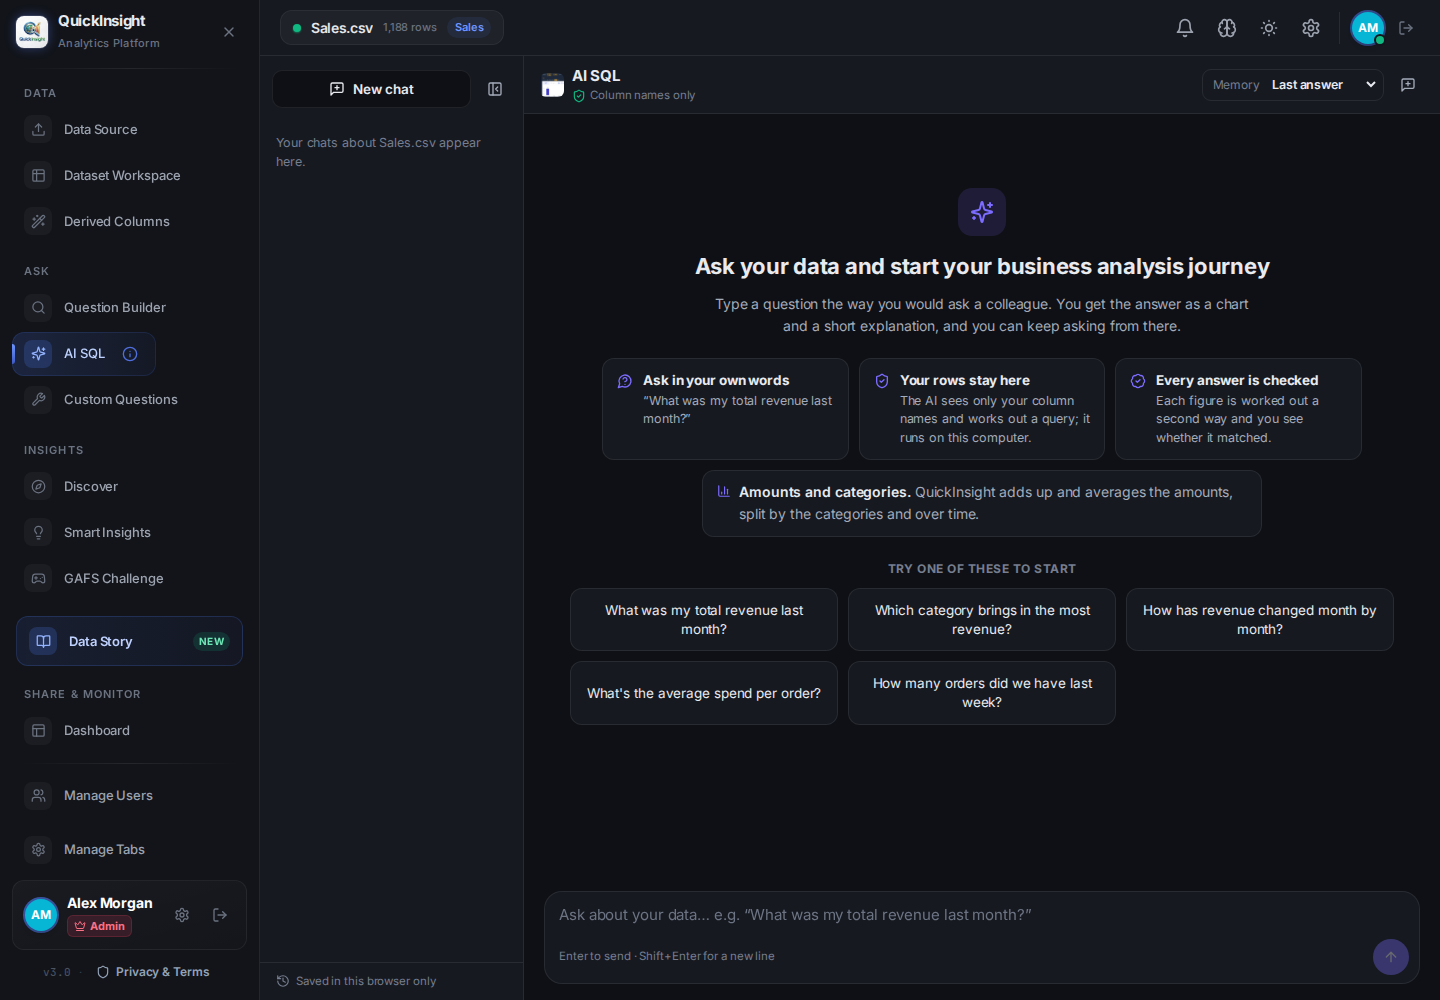 QuickInsight
Analytics Platform
DATA
Data Source
Dataset Workspace
Derived Columns
ASK
Question Builder
AI SQL
Custom Questions
INSIGHTS
Discover
Smart Insights
GAFS Challenge
Data Story NEW
SHARE & MONITOR
Dashboard
Manage Users
Manage Tabs
AM Alex Morgan
Admin
v3.0 · Privacy & Terms
Sales.csv 1,188 rows Sales
AM
New chat
Your chats about Sales.csv appear
here.
Saved in this browser only
AI SQL
Column names only
Memory Last answer
Ask your data and start your business analysis journey
Type a question the way you would ask a colleague. You get the answer as a chart
and a short explanation, and you can keep asking from there.
Ask in your own words
“What was my total revenue last
month?”
Your rows stay here
The AI sees only your column
names and works out a query; it
runs on this computer.
Every answer is checked
Each figure is worked out a
second way and you see
whether it matched.
Amounts and categories. QuickInsight adds up and averages the amounts,
split by the categories and over time.
TRY ONE OF THESE TO START
What was my total revenue last
month?
Which category brings in the most
revenue?
How has revenue changed month by
month?
What's the average spend per order?
How many orders did we have last
week?
Ask about your data... e.g. “What was my total revenue last month?”
Enter to send · Shift+Enter for a new line